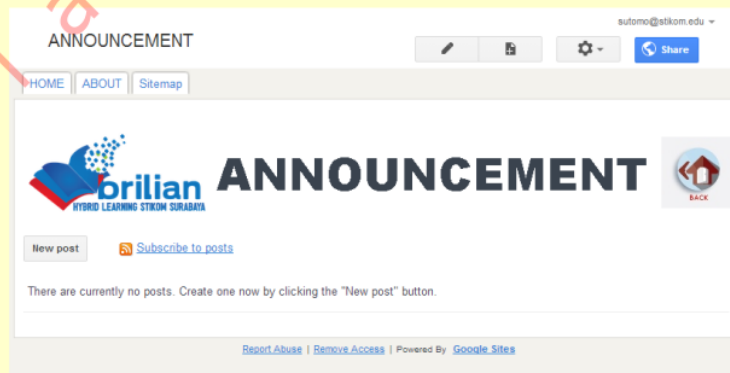 sutomo@stikom.edu
ANNOUNCEMENT
Share
HOME ABOUT Sitemap
brilian
HYBRID LEARNING STIKOM SURABAYA
ANNOUNCEMENT
BACK
New post Subscribe to posts
There are currently no posts. Create one now by clicking the "New post" button.
Report Abuse | Remove Access | Powered By Google Sites